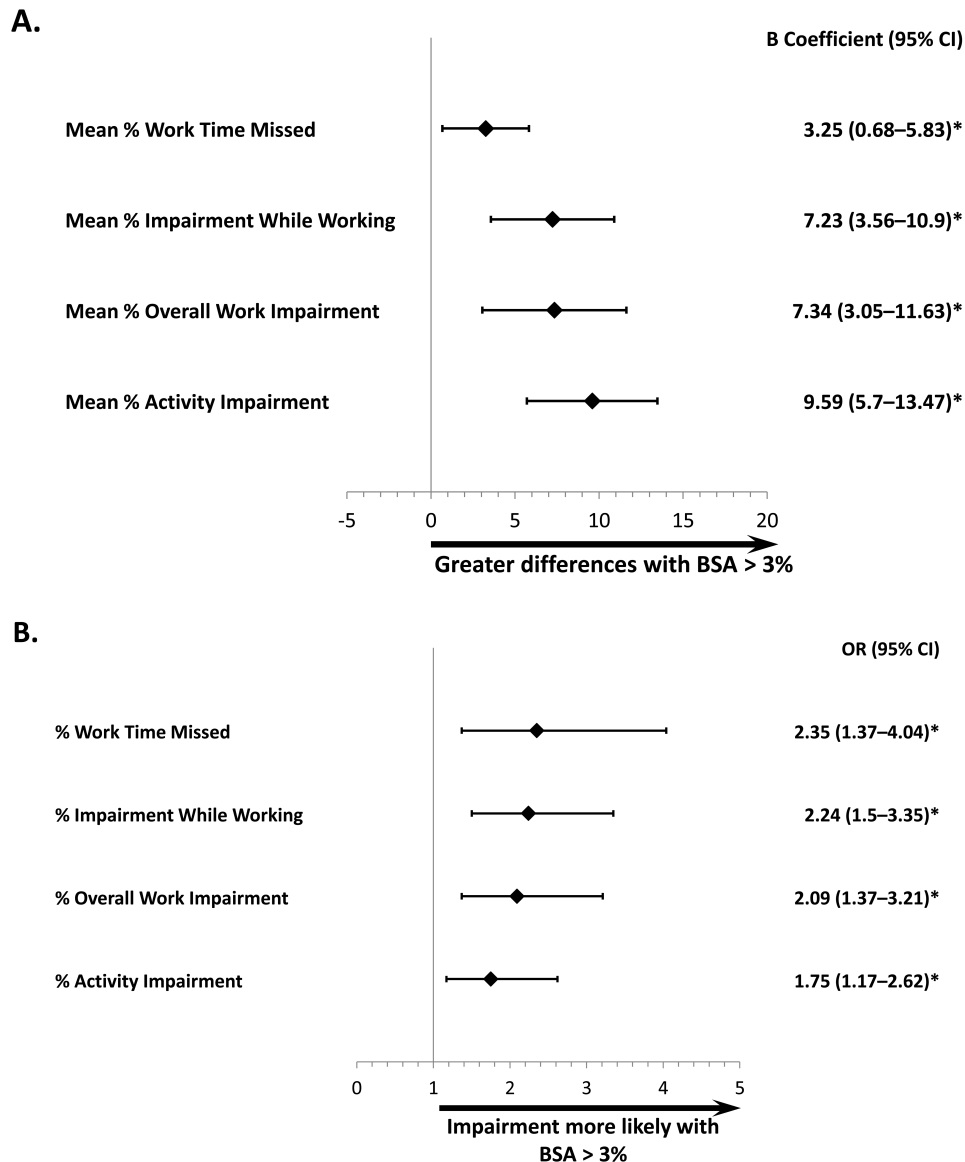 A.
B Coefficient (95% CI)
Mean % Work Time Missed 3.25 (0.68–5.83)*
Mean % Impairment While Working 7.23 (3.56–10.9)*
Mean % Overall Work Impairment 7.34 (3.05–11.63)*
Mean % Activity Impairment 9.59 (5.7–13.47)*
-5 0 5 10 15 20
Greater differences with BSA > 3%
B.
OR (95% CI)
% Work Time Missed 2.35 (1.37–4.04)*
% Impairment While Working 2.24 (1.5–3.35)*
% Overall Work Impairment 2.09 (1.37–3.21)*
% Activity Impairment 1.75 (1.17–2.62)*
0 1 2 3 4 5
Impairment more likely with
BSA > 3%